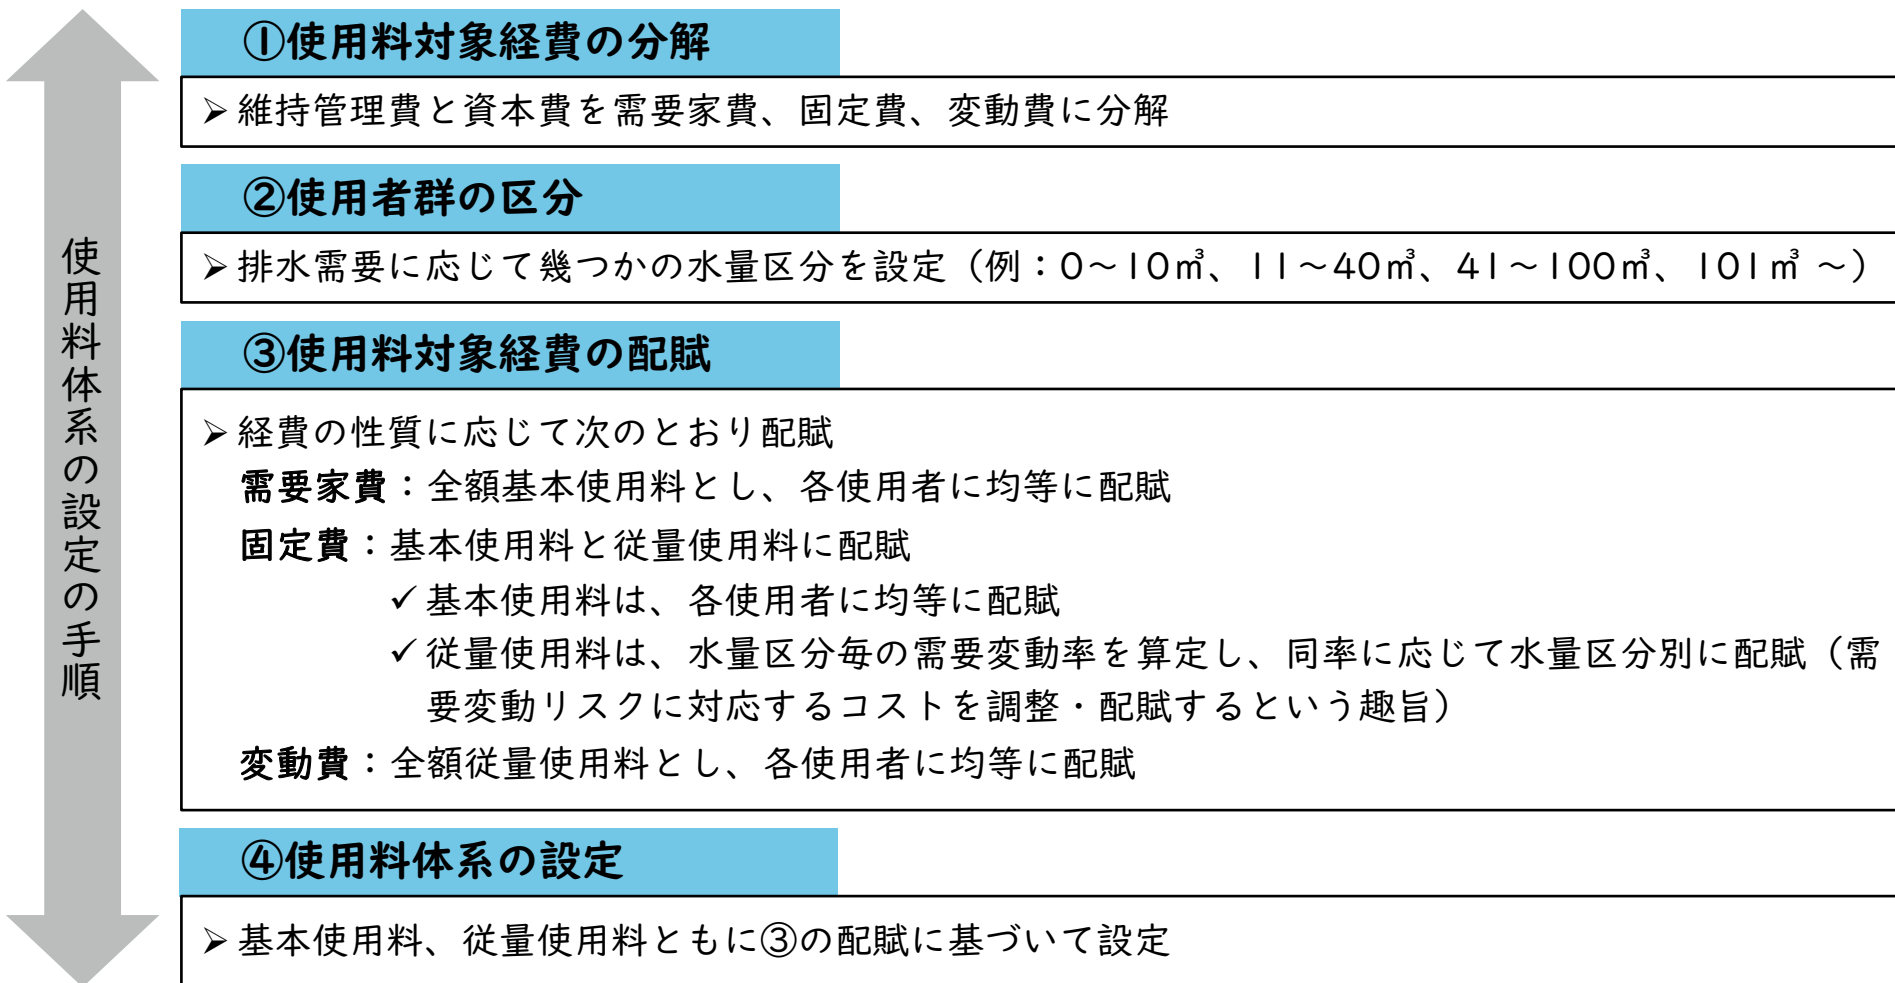 使用料体系の設定の手順
①使用料対象経費の分解
➢維持管理費と資本費を需要家費、固定費、変動費に分解
②使用者群の区分
➢排水需要に応じて幾つかの水量区分を設定（例：0～10㎥、11～40㎥、41～100㎥、101㎥ ～）
③使用料対象経費の配賦
➢経費の性質に応じて次のとおり配賦
需要家費：全額基本使用料とし、各使用者に均等に配賦
固定費：基本使用料と従量使用料に配賦
✓基本使用料は、各使用者に均等に配賦
✓従量使用料は、水量区分毎の需要変動率を算定し、同率に応じて水量区分別に配賦（需
要変動リスクに対応するコストを調整・配賦するという趣旨）
変動費：全額従量使用料とし、各使用者に均等に配賦
④使用料体系の設定
➢基本使用料、従量使用料ともに③の配賦に基づいて設定